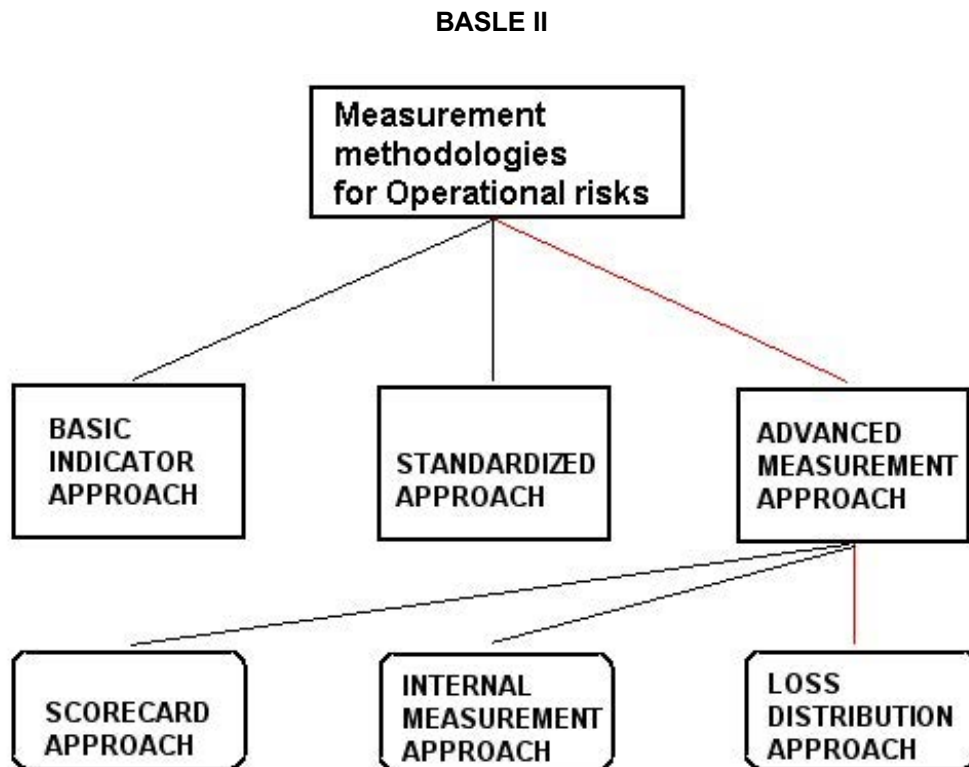 BASLE II
Measurement
methodologies
for Operational risks
BASIC
INDICATOR
APPROACH
STANDARDIZED
APPROACH
ADVANCED
MEASUREMENT
APPROACH
SCORECARD
APPROACH
INTERNAL
MEASUREMENT
APPROACH
LOSS
DISTRIBUTION
APPROACH